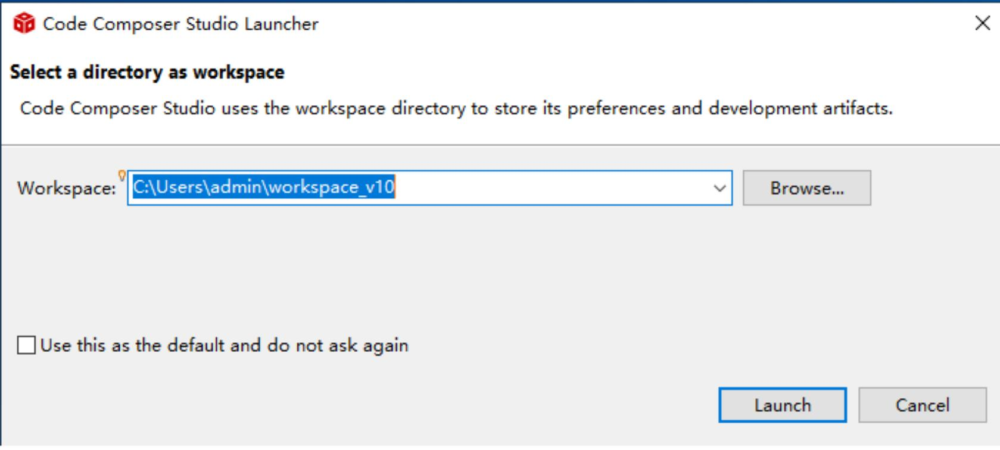 Code Composer Studio Launcher
Select a directory as workspace
Code Composer Studio uses the workspace directory to store its preferences and development artifacts.
Workspace: C:\Users\admin\workspace_v10 Browse...
Use this as the default and do not ask again
Launch Cancel